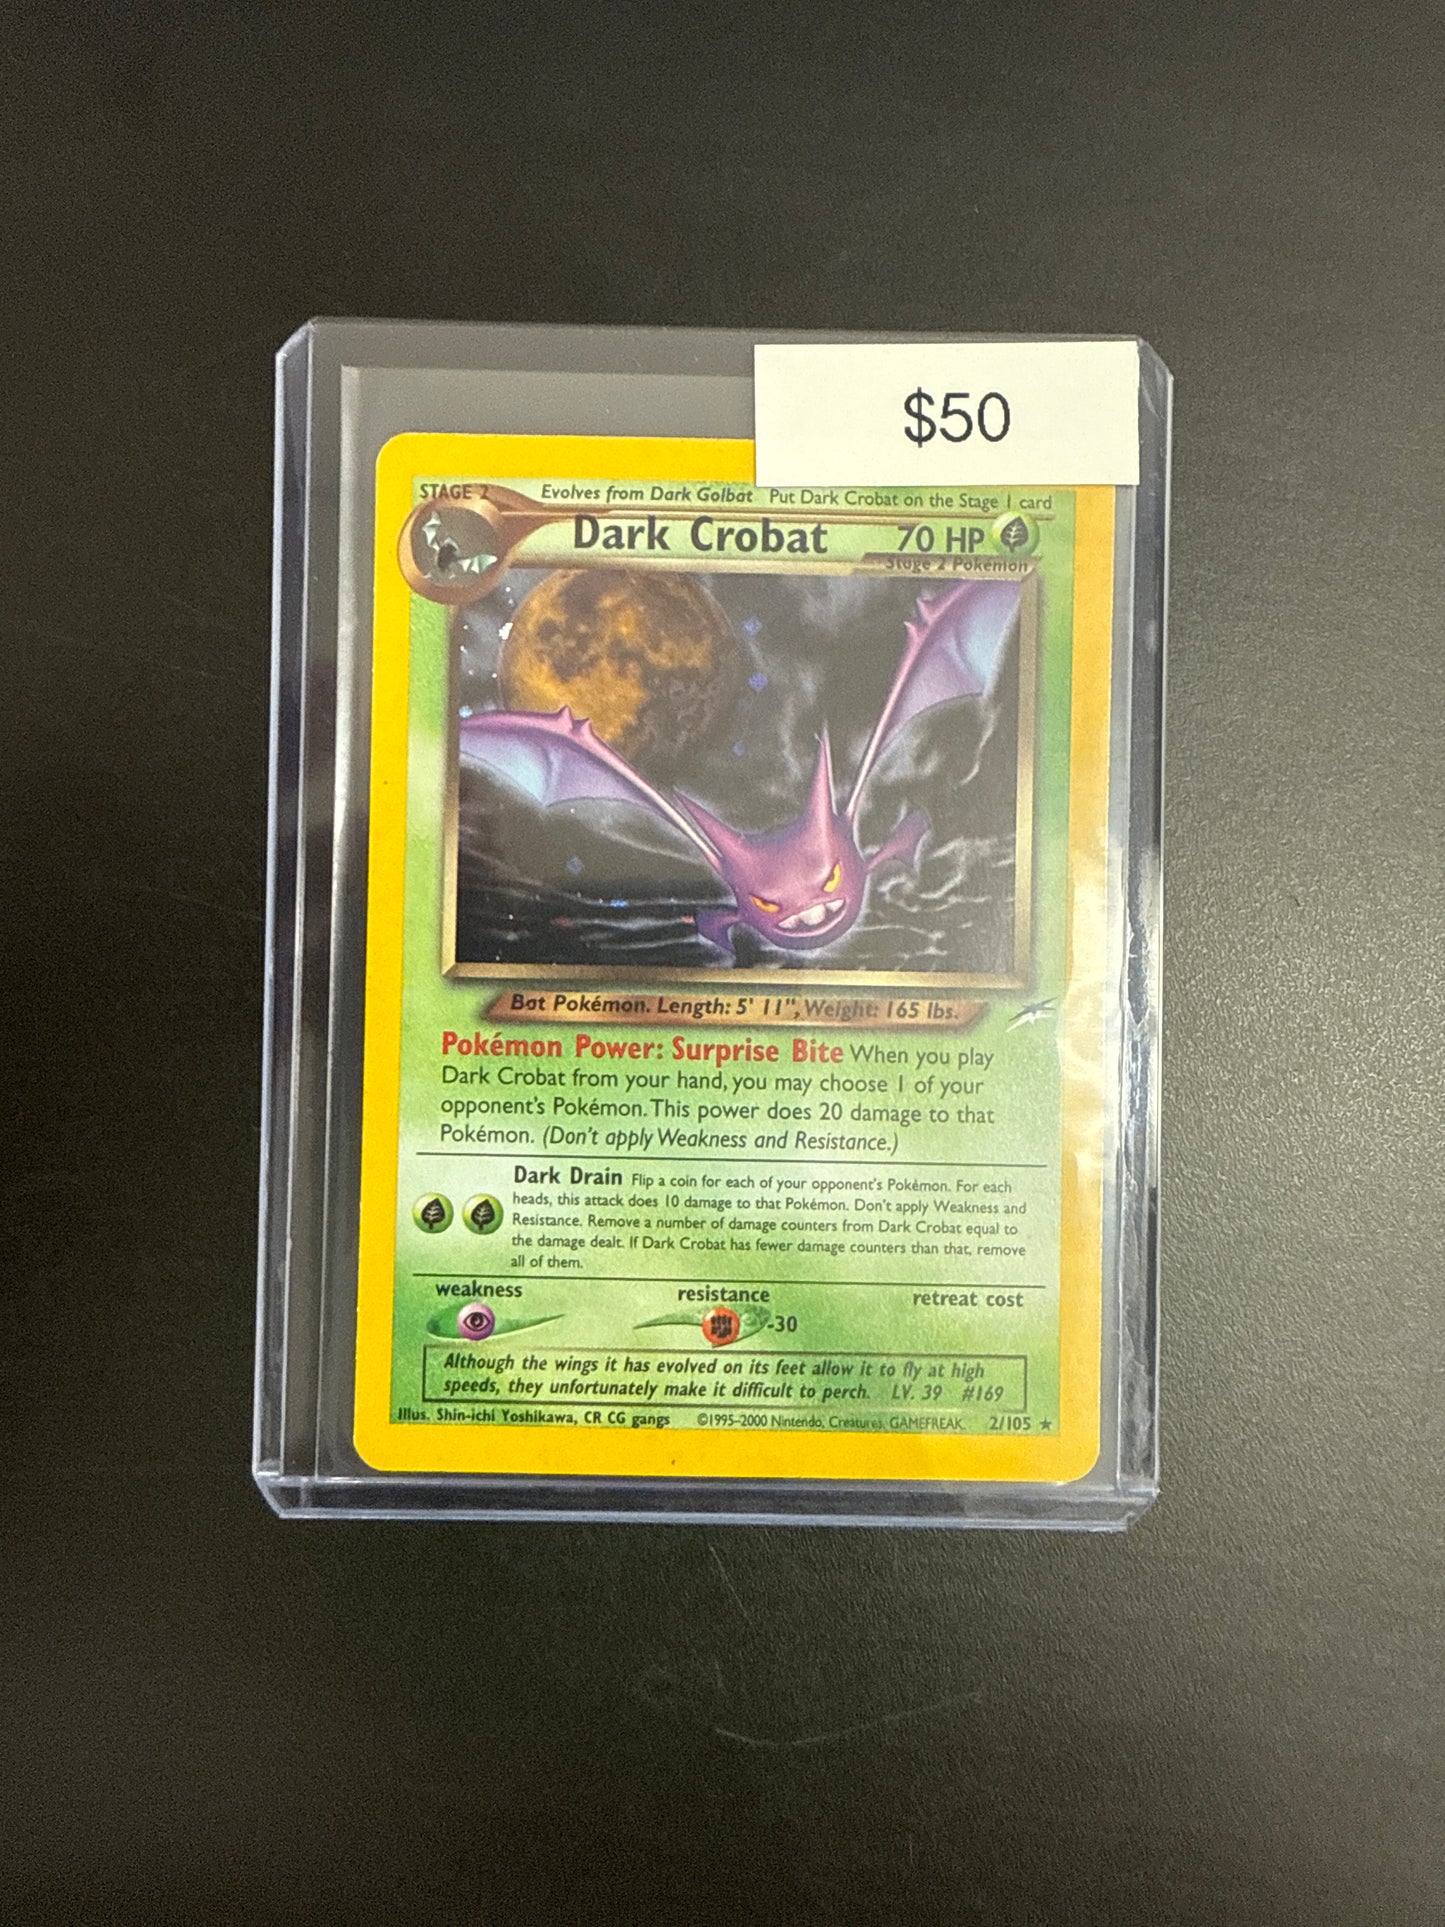 $50
STAGE 2
Evolves from Dark Golbat Put Dark Crobat on the Stage 1 card
Dark Crobat 70 HP
Stage 2 Pokémon
Bat Pokémon. Length: 5' 11", Weight: 165 lbs.
Pokémon Power: Surprise Bite When you play
Dark Crobat from your hand, you may choose 1 of your
opponent's Pokémon. This power does 20 damage to that
Pokémon. (Don't apply Weakness and Resistance.)
Dark Drain Flip a coin for each of your opponent's Pokémon. For each
heads, this attack does 10 damage to that Pokémon. Don't apply Weakness and
Resistance. Remove a number of damage counters from Dark Crobat equal to
the damage dealt. If Dark Crobat has fewer damage counters than that, remove
all of them.
weakness resistance retreat cost
-30
Although the wings it has evolved on its feet allow it to fly at high
speeds, they unfortunately make it difficult to perch. LV. 39 #169
Illus. Shin-ichi Yoshikawa, CR CG gangs ©1995-2000 Nintendo, Creatures, GAMEFREAK. 2/105 ★